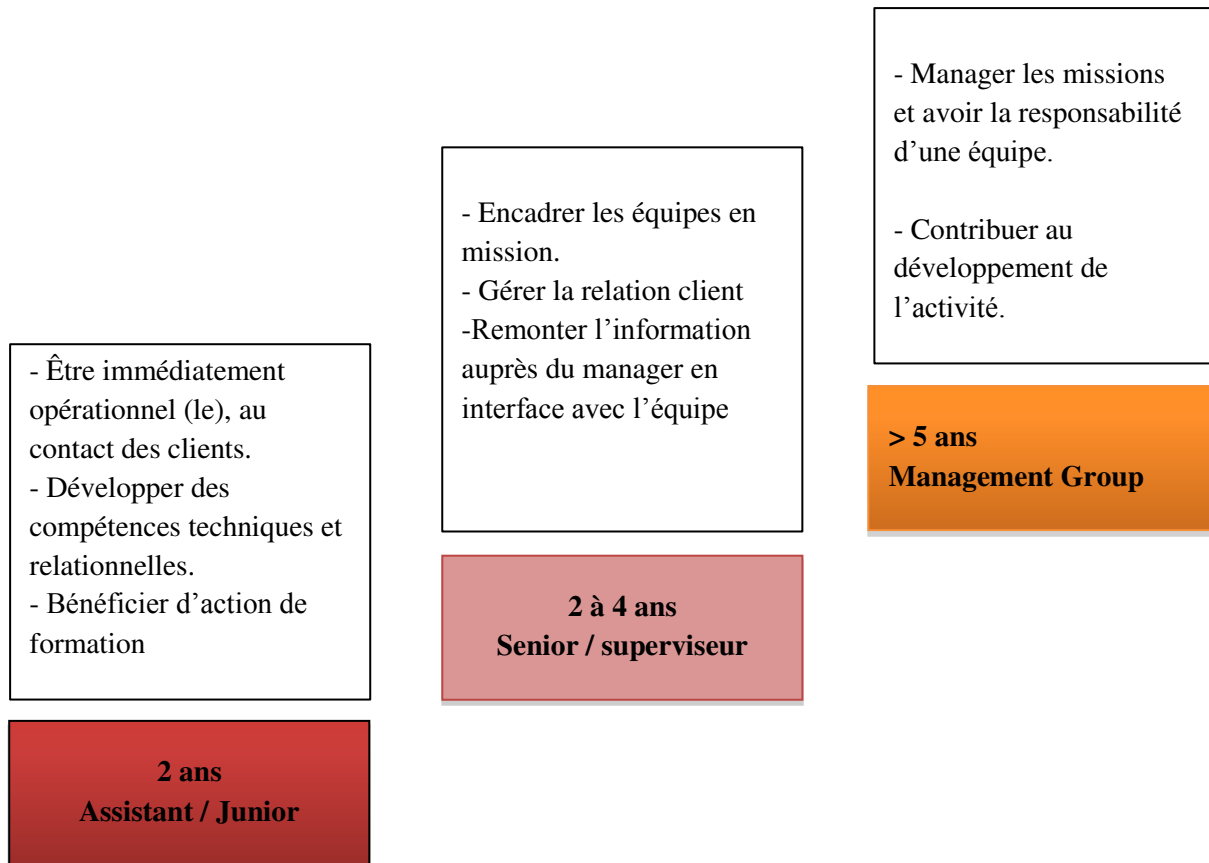 - Être immédiatement
opérationnel (le), au
contact des clients.
- Développer des
compétences techniques et
relationnelles.
- Bénéficier d’action de
formation
2 ans
Assistant / Junior
- Encadrer les équipes en
mission.
- Gérer la relation client
-Remonter l’information
auprès du manager en
interface avec l’équipe
2 à 4 ans
Senior / superviseur
- Manager les missions
et avoir la responsabilité
d’une équipe.
- Contribuer au
développement de
l’activité.
> 5 ans
Management Group